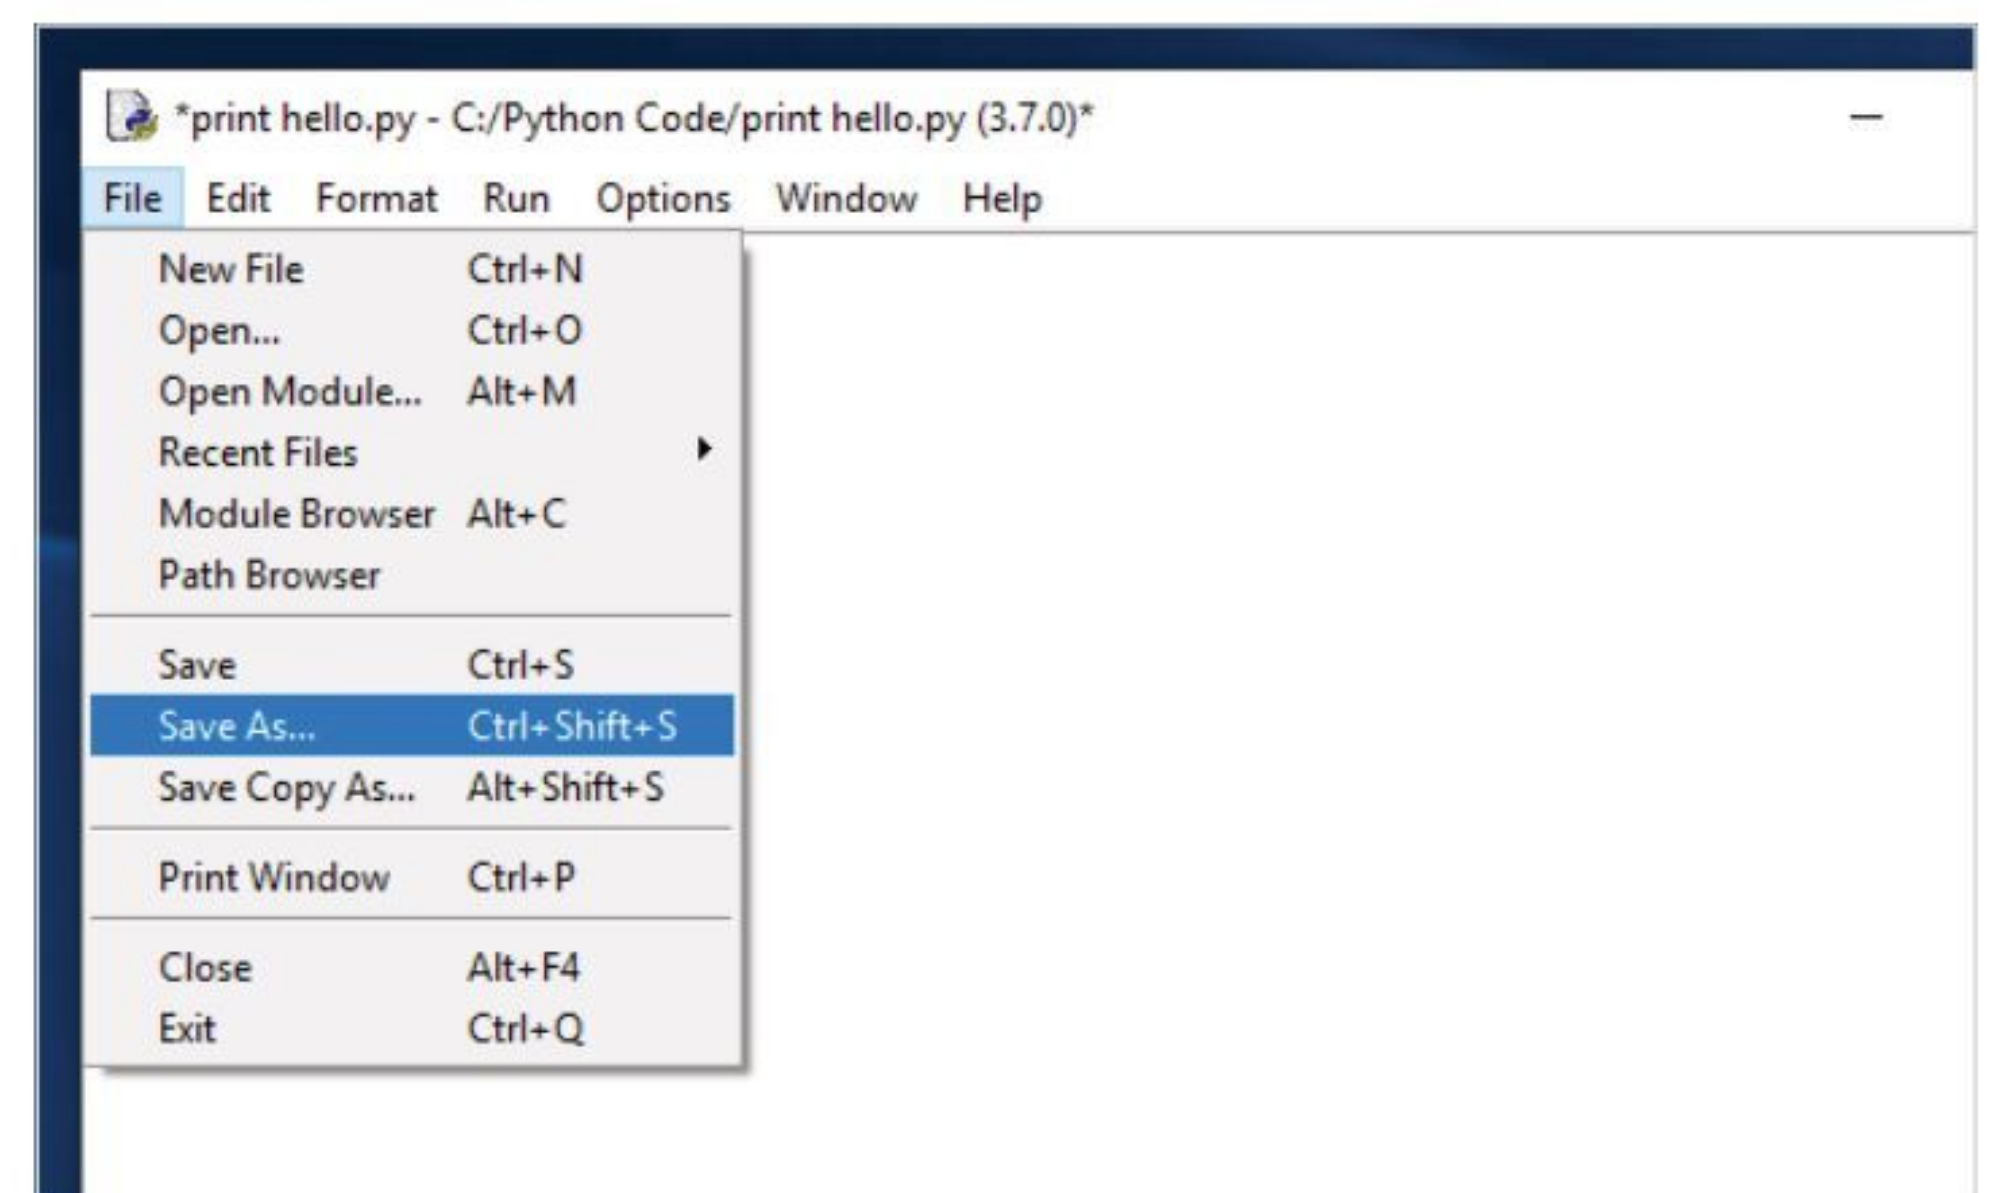 *print hello.py - C:/Python Code/print hello.py (3.7.0)*
File Edit Format Run Options Window Help
New File Ctrl+N
Open... Ctrl+O
Open Module... Alt+M
Recent Files
Module Browser Alt+C
Path Browser
Save Ctrl+S
Save As... Ctrl+Shift+S
Save Copy As... Alt+Shift+S
Print Window Ctrl+P
Close Alt+F4
Exit Ctrl+Q